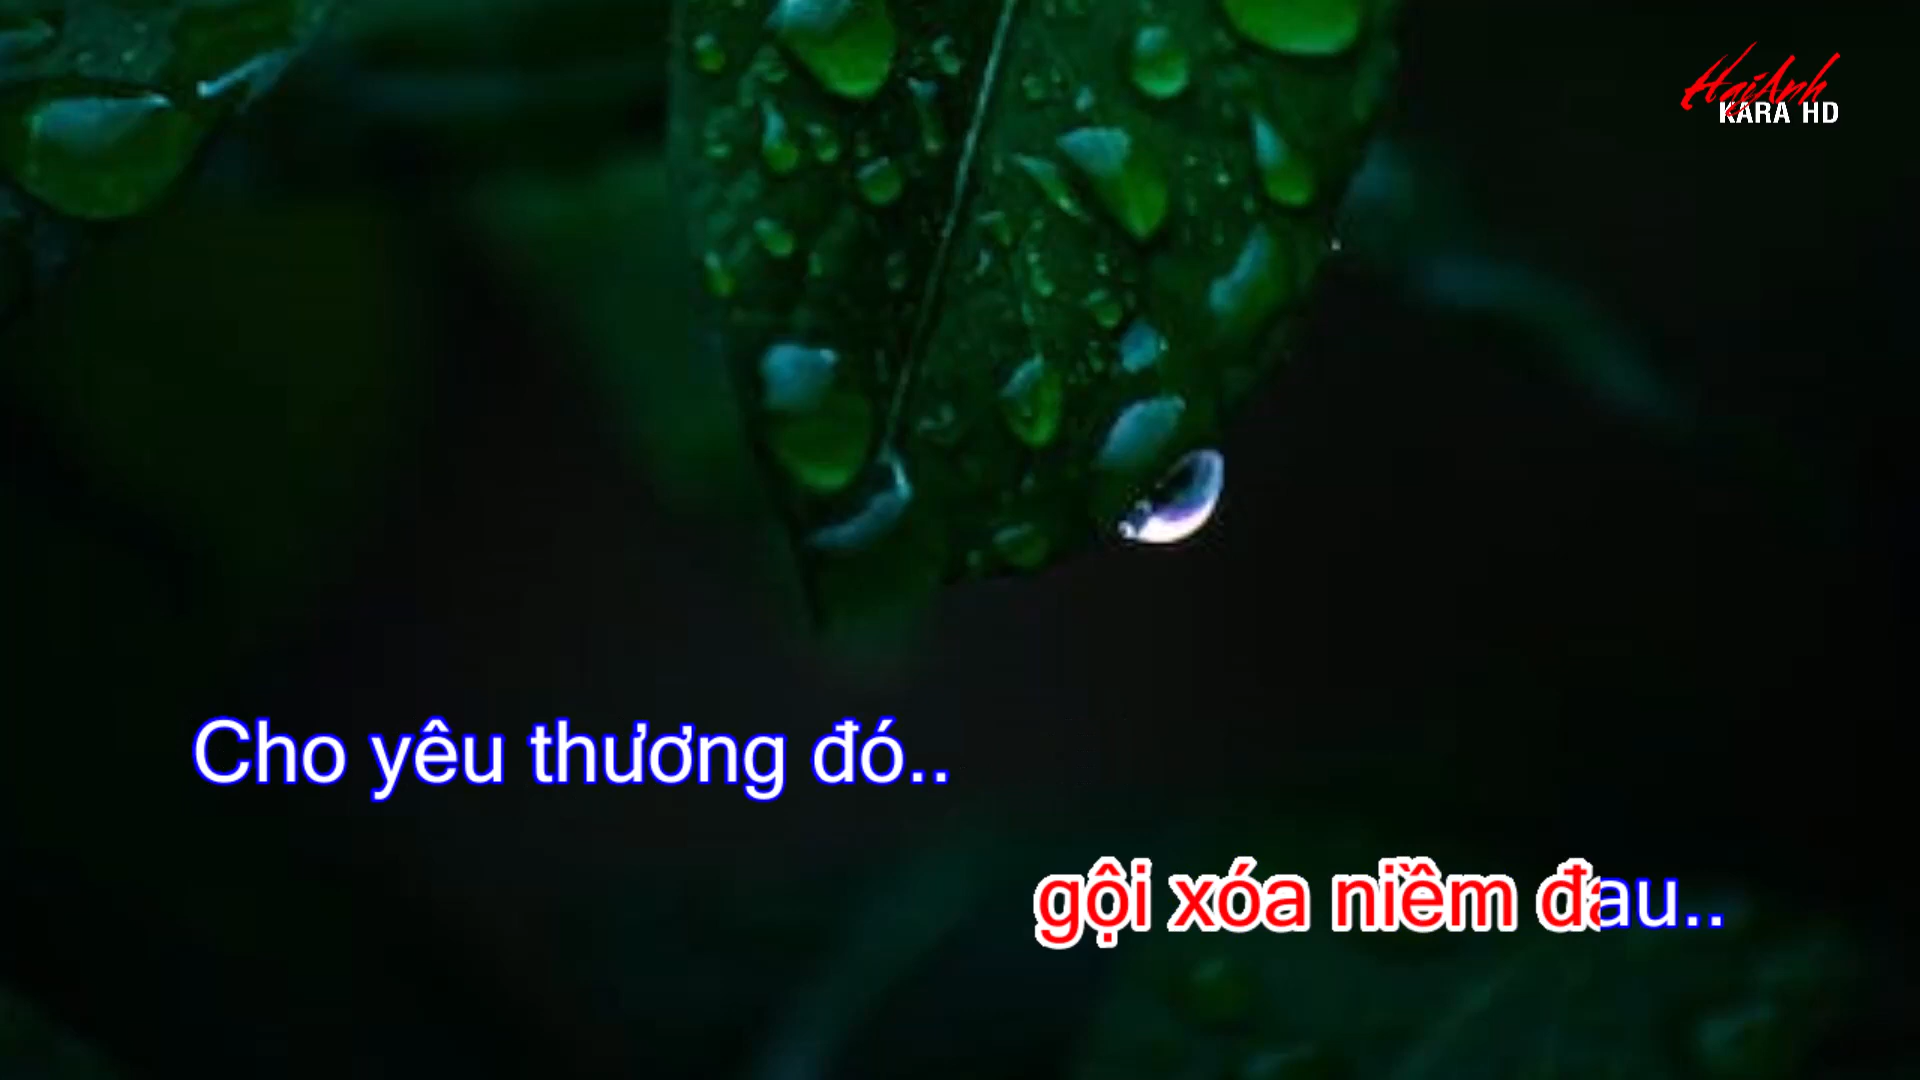 HaiAnh
KARA HD
Cho yêu thương đó..
gội xóa niềm đau..